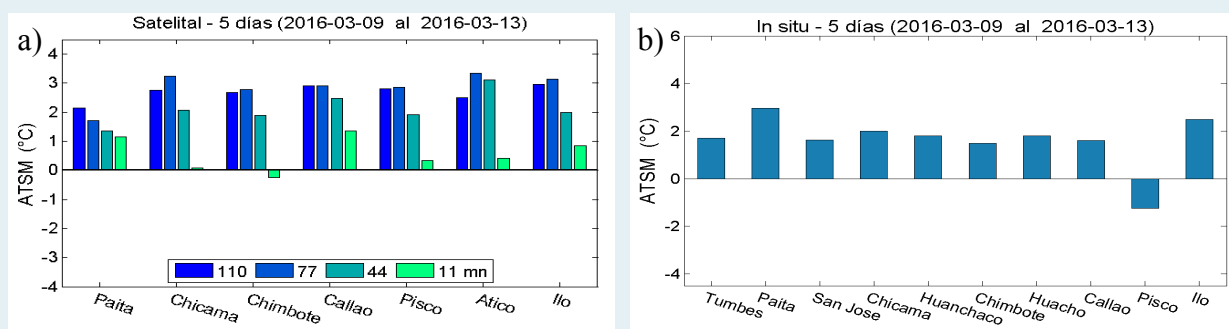 a)
Satelital - 5 días (2016-03-09 al 2016-03-13)
ATSM (°C)
4
3
2
1
0
-1
-2
-3
-4
110 77 44 11 mn
Paita Chicama Chimbote Callao Pisco Atico Ilo
b)
In situ - 5 días (2016-03-09 al 2016-03-13)
ATSM (°C)
6
4
2
0
-2
-4
Tumbes Paita San Jose Chicama Huanchaco Chimbote Huacho Callao Pisco Ilo